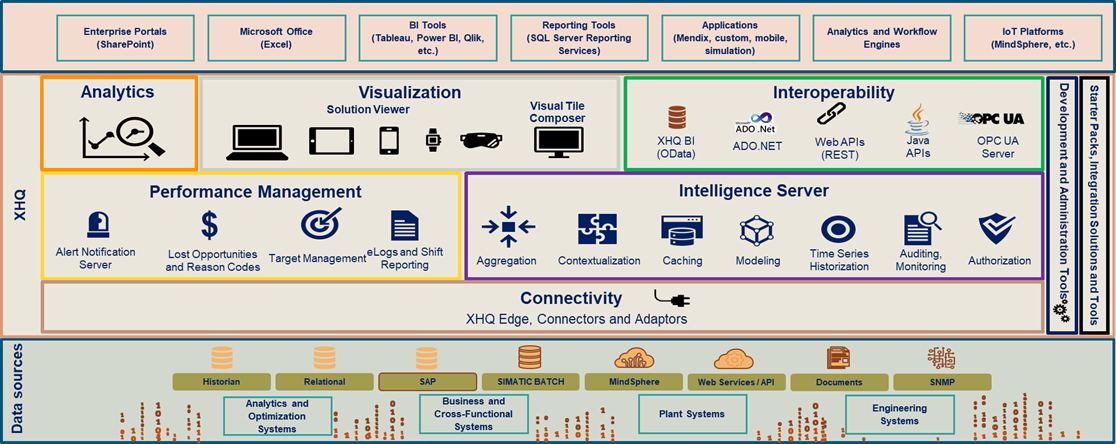 Enterprise Portals
(SharePoint)
Microsoft Office
(Excel)
BI Tools
(Tableau, Power BI, Qlik,
etc.)
Reporting Tools
(SQL Server Reporting
Services)
Applications
(Mendix, custom, mobile,
simulation)
Analytics and Workflow
Engines
IoT Platforms
(MindSphere, etc.)
XHQ
Analytics
Visualization
Solution Viewer
Visual Tile
Composer
Interoperability
XHQ BI
(OData)
Microsoft
ADO .Net
ADO.NET
Web APIs
(REST)
Java
Java
APIs
OPC UA
OPC UA
Server
Performance Management
Alert Notification
Server
$
Lost Opportunities
and Reason Codes
Target Management
eLogs and Shift
Reporting
Intelligence Server
Aggregation
Contextualization
Caching
Modeling
Time Series
Historization
Auditing,
Monitoring
Authorization
Connectivity
XHQ Edge, Connectors and Adaptors
Development and Administration Tools
Starter Packs, Integration Solutions and Tools
Data sources
Historian
Relational
SAP
SIMATIC BATCH
MindSphere
Web Services / API
Documents
SNMP
Analytics and
Optimization
Systems
Business and
Cross-Functional
Systems
Plant Systems
Engineering
Systems